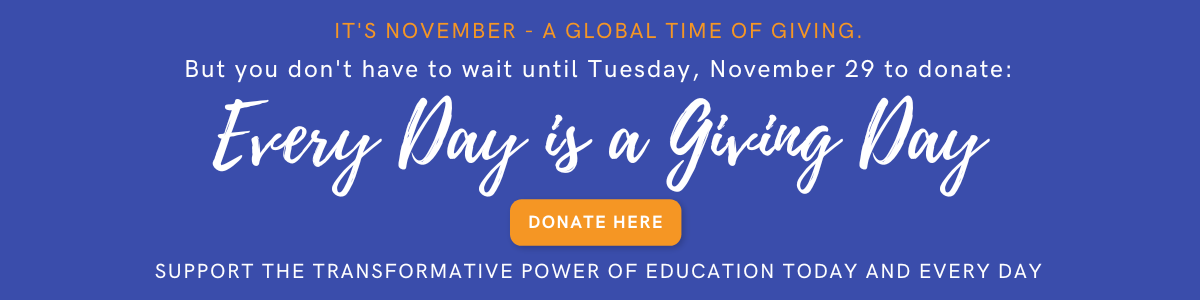 IT'S NOVEMBER - A GLOBAL TIME OF GIVING.
But you don't have to wait until Tuesday, November 29 to donate:
Every Day is a Giving Day
DONATE HERE
SUPPORT THE TRANSFORMATIVE POWER OF EDUCATION TODAY AND EVERY DAY